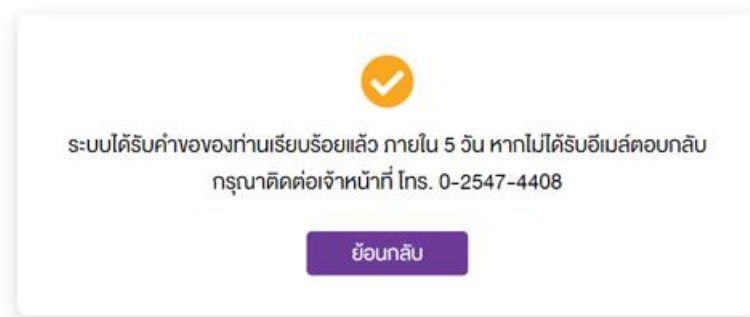 ระบบได้รับคำขอของท่านเรียบร้อยแล้ว ภายใน 5 วัน หากไม่ได้รับอีเมล์ตอบกลับ
กรุณาติดต่อเจ้าหน้าที่ โทร. 0-2547-4408
ย้อนกลับ